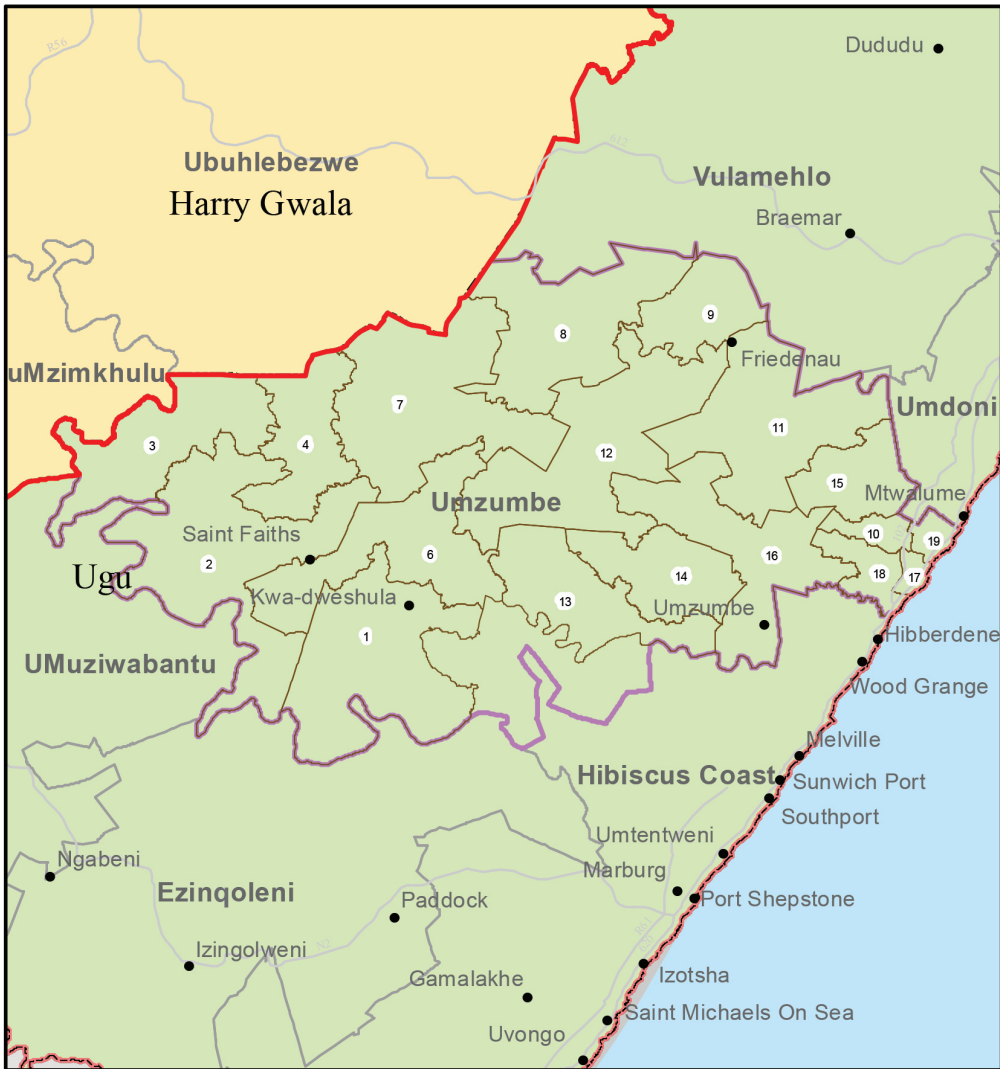 R56
Dududu
612
Ubuhlebezwe
Harry Gwala
Vulamehlo
Braemar
9
8
Friedenau
uMzimkhulu
7
Umdoni
11
3
4
12
15
Umzumbe
Mtwalume
Saint Faiths
10
19
2
6
16
Ugu
14
18
17
Kwa-dweshula
13
Umzumbe
1
Hibberdene
UMuziwabantu
Wood Grange
Melville
Hibiscus Coast
Sunwich Port
Southport
Umtentweni
Ngabeni
Marburg
Ezinqoleni
Paddock
Port Shepstone
Izingolweni
N2
Izotsha
Gamalakhe
Saint Michaels On Sea
Uvongo